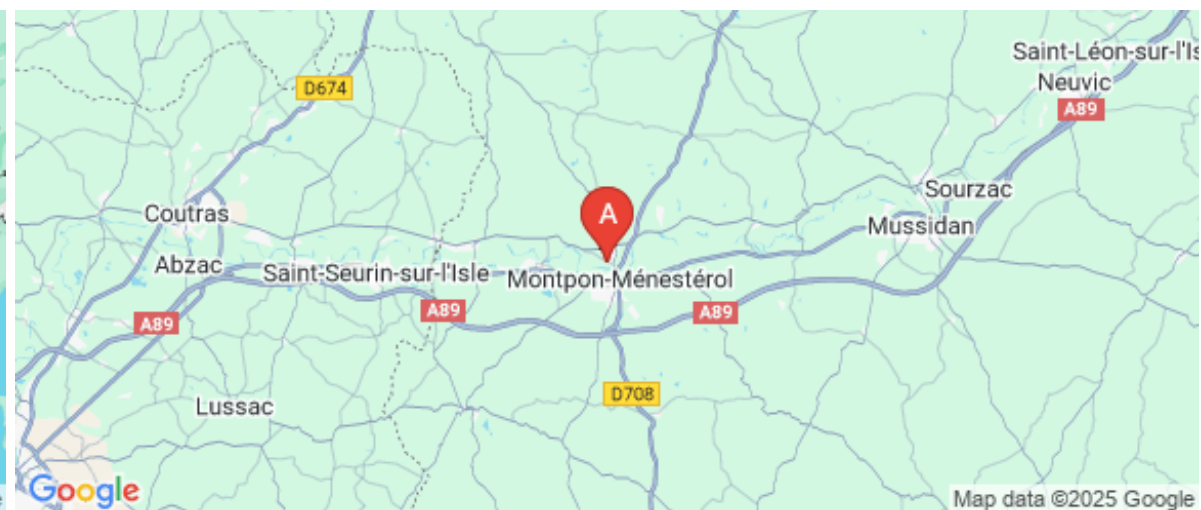 Saint-Léon-sur-l'Is
Neuvic
A89
D674
Sourzac
Coutras
A
Mussidan
Abzac
Saint-Seurin-sur-l'Isle
Montpon-Ménestérol
A89
A89
A89
D708
Lussac
Google
Map data ©2025 Google